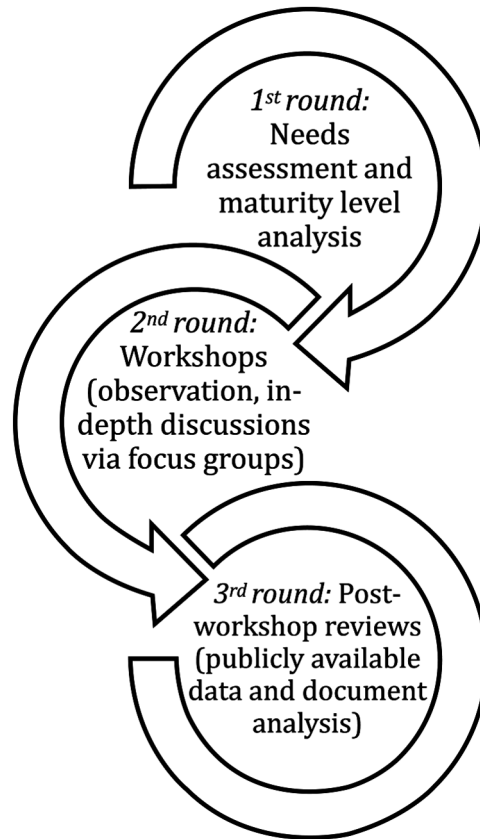 1st round:
Needs
assessment and
maturity level
analysis
2nd round:
Workshops
(observation, in-
depth discussions
via focus groups)
3rd round: Post-
workshop reviews
(publicly available
data and document
analysis)